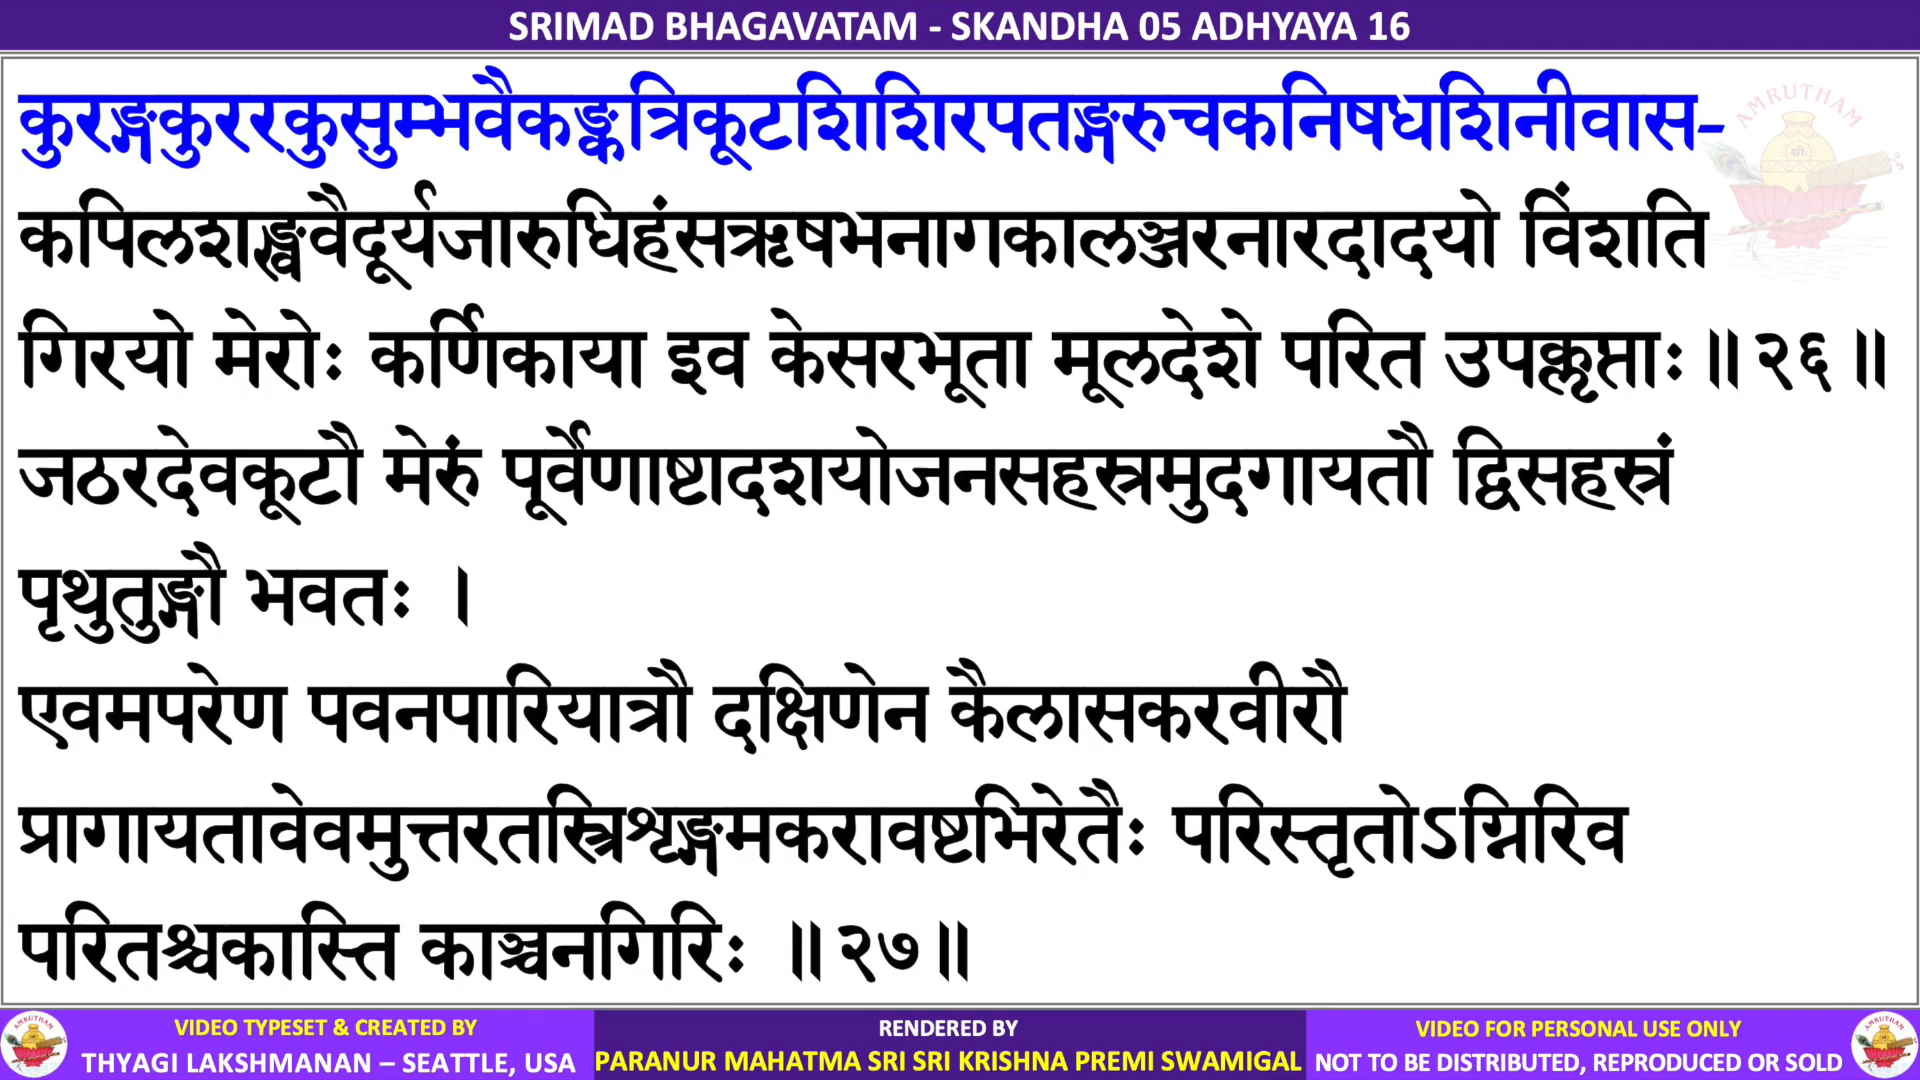 SRIMAD BHAGAVATAM - SKANDHA 05 ADHYAYA 16
कुरङ्गकुररकुसुम्भवैकङ्कत्रिकूटशिशिरपतङ्गरुचकनिषधशिनीवास-
कपिलशङ्खवैदूर्यजारुधिहंसऋषभनागकालञ्जरनारदादयो विंशति
गिरयो मेरोः कर्णिकाया इव केसरभूता मूलदेशे परित उपक्लृप्ताः॥२६॥
जठरदेवकूटौ मेरुं पूर्वेणाष्टादशयोजनसहस्रमुदगायतौ द्विसहस्रं
पृथुतुङ्गौ भवतः ।
एवमपरेण पवनपारियात्रौ दक्षिणेन कैलासकरवीरौ
प्रागायतावेवमुत्तरतस्त्रिशृङ्गमकरावष्टभिरेतैः परिस्तृतोऽग्निरिव
परितश्चकास्ति काञ्चनगिरिः ॥२७॥
AMRUTHAM
श्रीः
VIDEO TYPESET & CREATED BY
THYAGI LAKSHMANAN – SEATTLE, USA
RENDERED BY
PARANUR MAHATMA SRI SRI KRISHNA PREMI SWAMIGAL
VIDEO FOR PERSONAL USE ONLY
NOT TO BE DISTRIBUTED, REPRODUCED OR SOLD